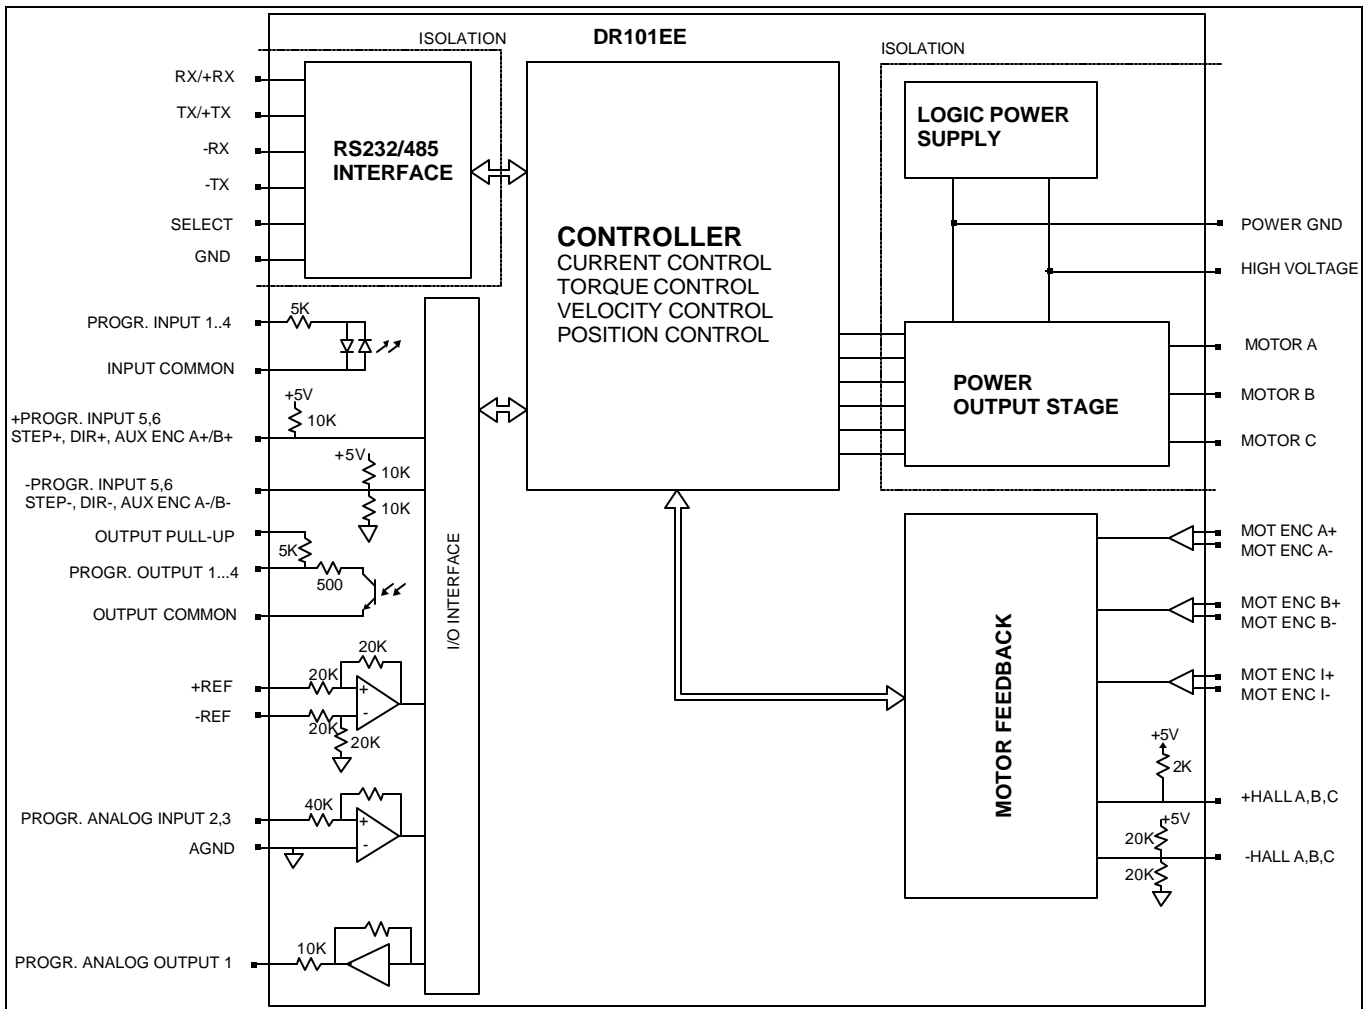 DR101EE
ISOLATION
ISOLATION
RX/+RX
TX/+TX
-RX
-TX
SELECT
GND
RS232/485
INTERFACE
CONTROLLER
CURRENT CONTROL
TORQUE CONTROL
VELOCITY CONTROL
POSITION CONTROL
LOGIC POWER
SUPPLY
POWER GND
HIGH VOLTAGE
POWER
OUTPUT STAGE
MOTOR A
MOTOR B
MOTOR C
PROGR. INPUT 1..4
5K
INPUT COMMON
+5V
10K
+PROGR. INPUT 5,6
STEP+, DIR+, AUX ENC A+/B+
+5V
10K
10K
-PROGR. INPUT 5,6
STEP-, DIR-, AUX ENC A-/B-
OUTPUT PULL-UP
5K
PROGR. OUTPUT 1...4
500
OUTPUT COMMON
I/O INTERFACE
20K
20K
+REF
+
-REF
-
20K
20K
40K
PROGR. ANALOG INPUT 2,3
+
AGND
-
10K
PROGR. ANALOG OUTPUT 1
MOTOR FEEDBACK
MOT ENC A+
MOT ENC A-
MOT ENC B+
MOT ENC B-
MOT ENC I+
MOT ENC I-
+5V
2K
+HALL A,B,C
+5V
20K
-HALL A,B,C
20K